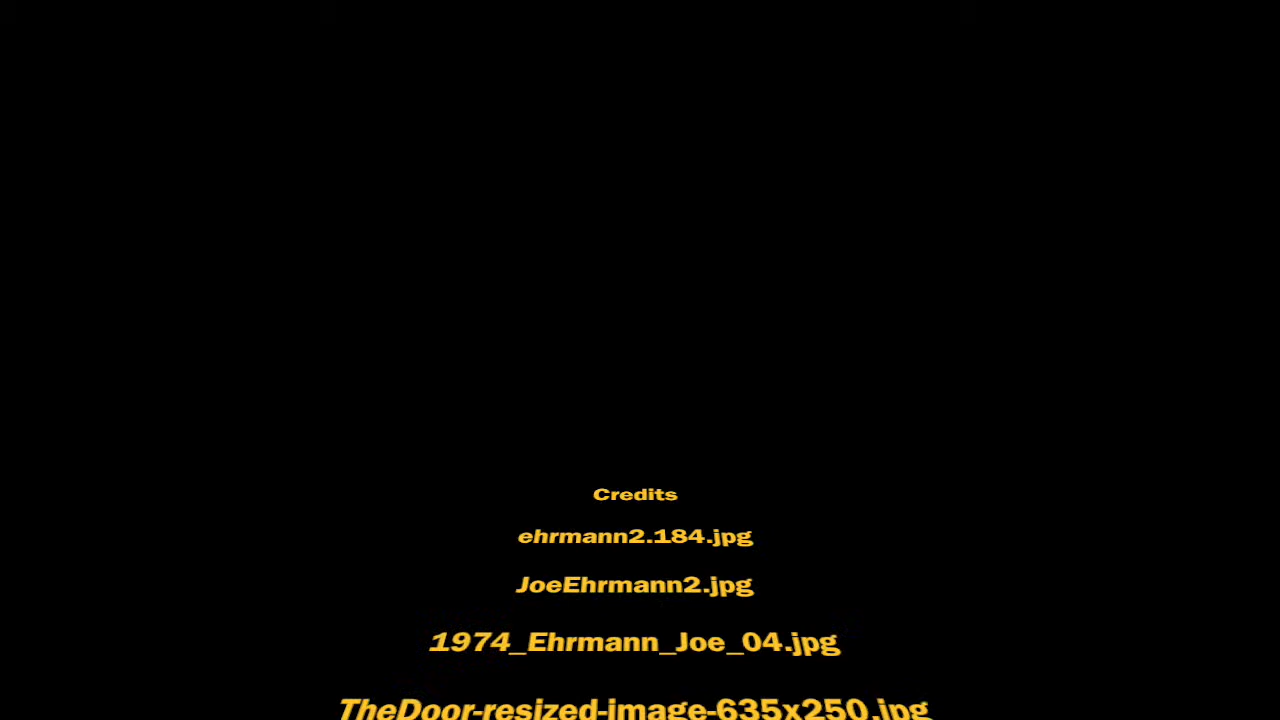 Credits
ehrmann2.184.jpg
JoeEhrmann2.jpg
1974_Ehrmann_Joe_04.jpg
TheDoor-resized-image-635x250.jpg